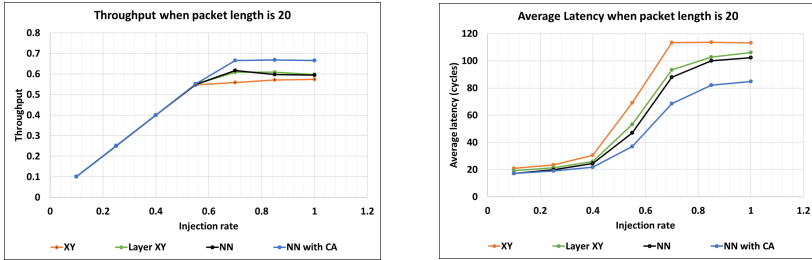 Throughput when packet length is 20
0.8
0.7
0.6
0.5
0.4
0.3
0.2
0.1
0
Throughput
0 0.2 0.4 0.6 0.8 1 1.2
Injection rate
XY Layer XY NN NN with CA
Average Latency when packet length is 20
120
100
80
60
40
20
0
Average latency (cycles)
0 0.2 0.4 0.6 0.8 1 1.2
Injection rate
XY Layer XY NN NN with CA